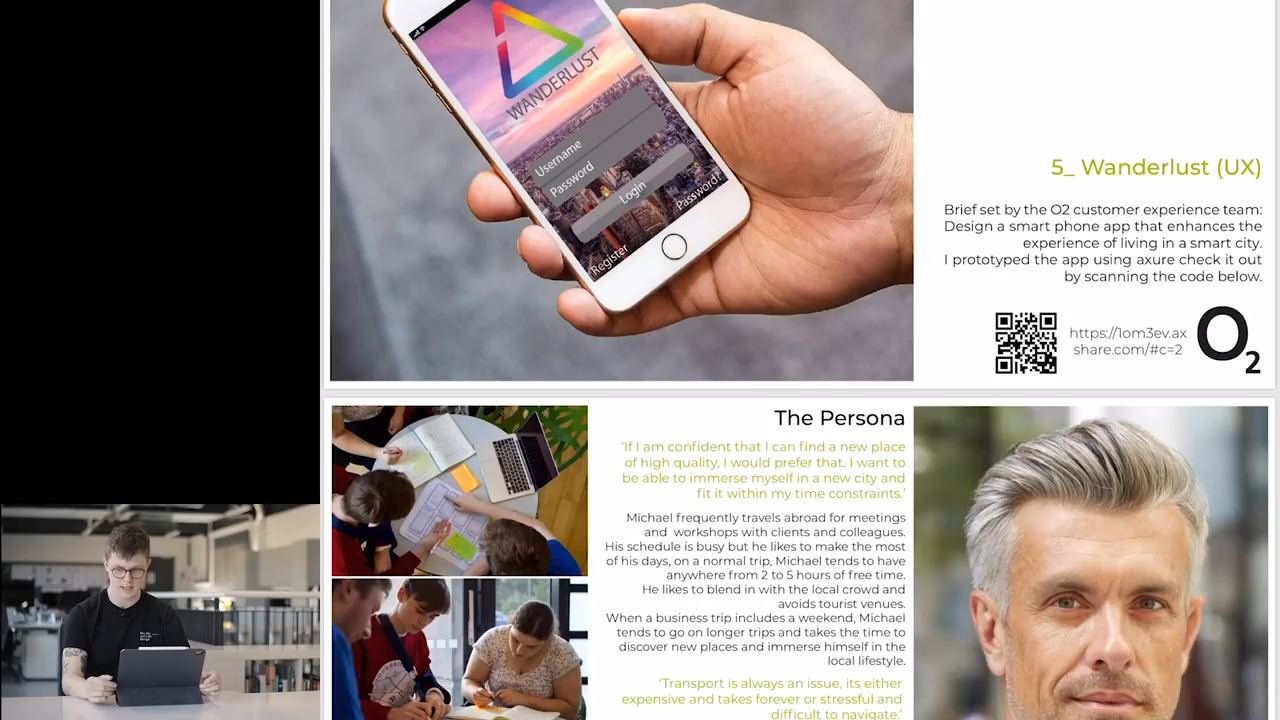 WANDERLUST
Username
Password
Login
Password?
Register
5_ Wanderlust (UX)
Brief set by the O2 customer experience team:
Design a smart phone app that enhances the
experience of living in a smart city.
I prototyped the app using axure check it out
by scanning the code below.
https://1om3ev.ax
share.com/#c=2
O2
The Persona
'If I am confident that I can find a new place
of high quality, I would prefer that. I want to
be able to immerse myself in a new city and
fit it within my time constraints.'
Michael frequently travels abroad for meetings
and workshops with clients and colleagues.
His schedule is busy but he likes to make the most
of his days, on a normal trip, Michael tends to have
anywhere from 2 to 5 hours of free time.
He likes to blend in with the local crowd and
avoids tourist venues.
When a business trip includes a weekend, Michael
tends to go on longer trips and takes the time to
discover new places and immerse himself in the
local lifestyle.
'Transport is always an issue, its either
expensive and takes forever or stressful and
difficult to navigate.'